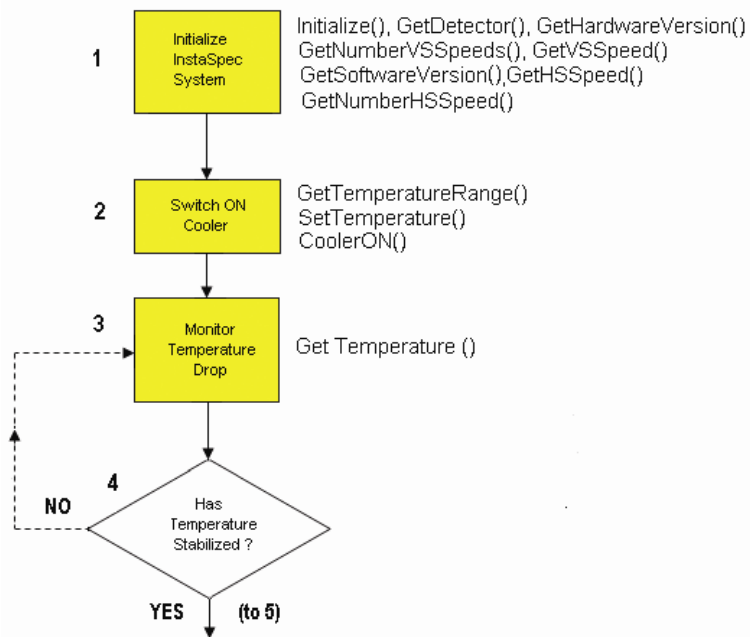 1
Initialize
InstaSpec
System
Initialize(), GetDetector(), GetHardwareVersion()
GetNumberVSSpeeds(), GetVSSpeed()
GetSoftwareVersion(),GetHSSpeed()
GetNumberHSSpeed()
2
Switch ON
Cooler
GetTemperatureRange()
SetTemperature()
CoolerON()
3
Monitor
Temperature
Drop
Get Temperature ()
4
Has
Temperature
Stabilized ?
NO
YES (to 5)